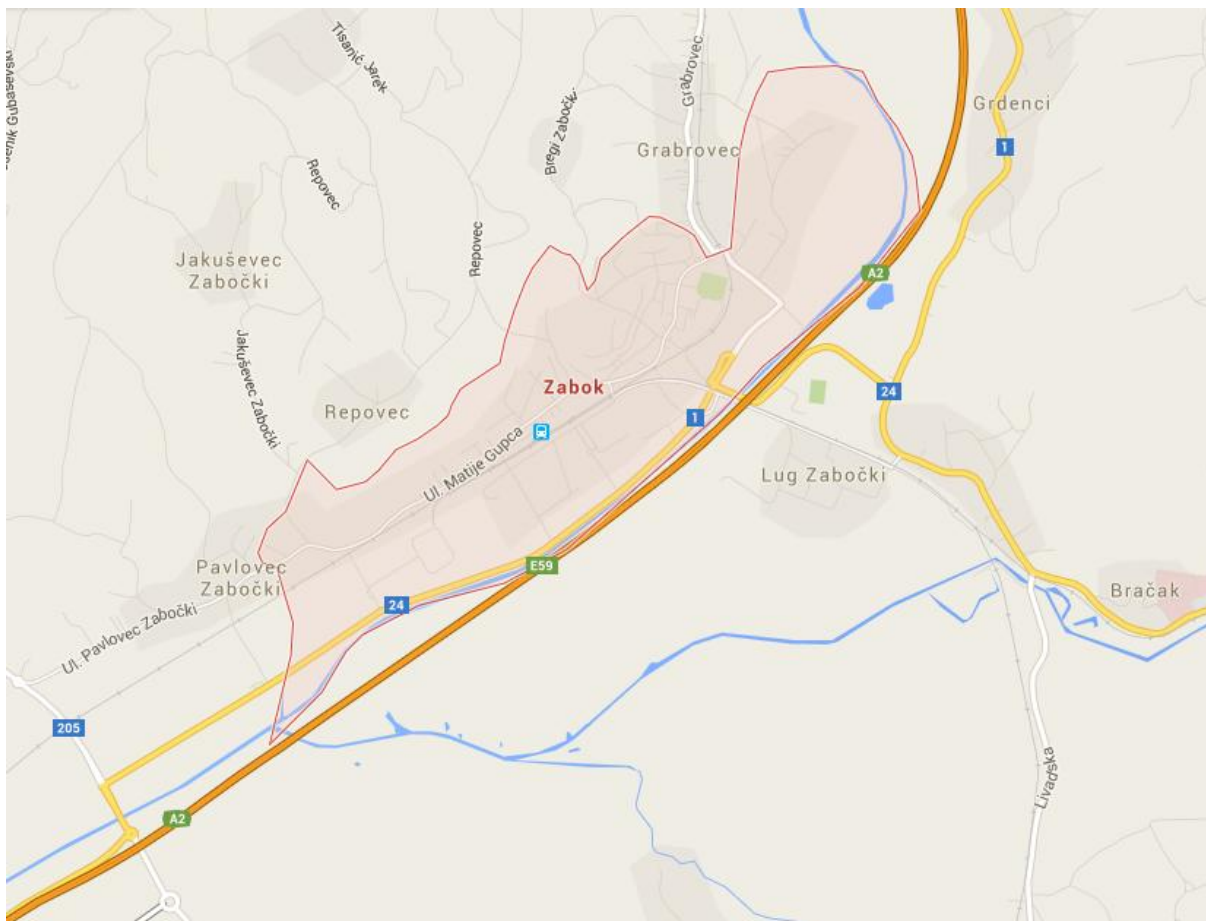 Tisanić Jarek
Grabrovec
Grdenci
Bregi Zabočki
Grabrovec
1
Repovec
Jakuševec
Zabočki
Repovec
A2
Jakuševec Zabočki
Zabok
24
Repovec
1
Ul. Matije Gupca
Lug Zabočki
Pavlovec
Zabočki
E59
Bračak
24
Ul. Pavlovec Zabočki
205
Livadska
A2